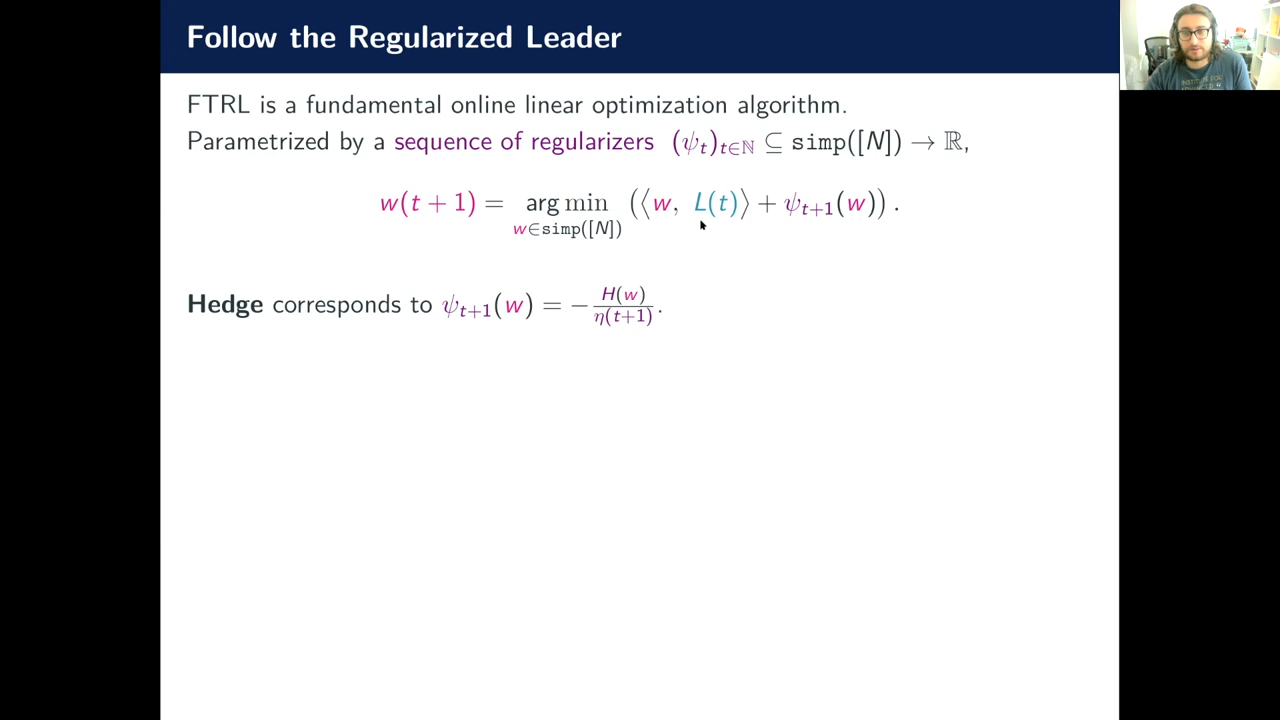 Follow the Regularized Leader
FTRL is a fundamental online linear optimization algorithm.
Parametrized by a sequence of regularizers (ψ_t)_{t∈ℕ} ⊆ simp([N]) → ℝ,
w(t + 1) = arg min_{w∈simp([N])} (⟨w, L(t)⟩ + ψ_{t+1}(w)).
Hedge corresponds to ψ_{t+1}(w) = −H(w)/η(t+1).